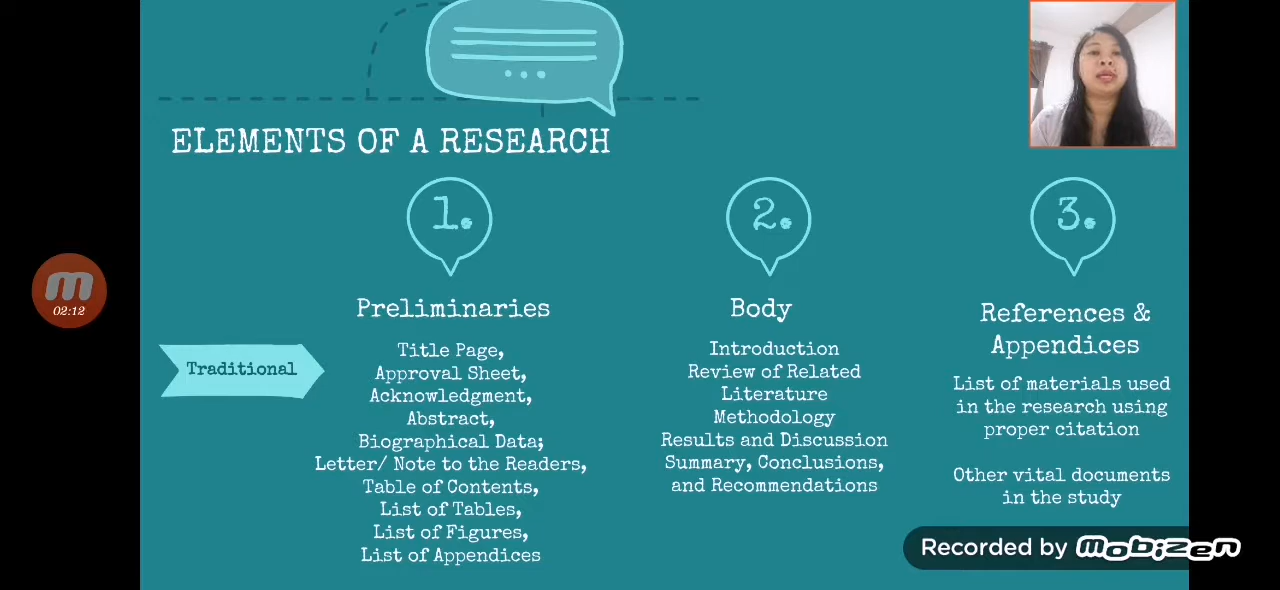 ELEMENTS OF A RESEARCH
1.
Preliminaries
Title Page,
Approval Sheet,
Acknowledgment,
Abstract,
Biographical Data;
Letter/ Note to the Readers,
Table of Contents,
List of Tables,
List of Figures,
List of Appendices
2.
Body
Introduction
Review of Related
Literature
Methodology
Results and Discussion
Summary, Conclusions,
and Recommendations
3.
References &
Appendices
List of materials used
in the research using
proper citation
Other vital documents
in the study
Traditional
m
02:12
Recorded by mobizen